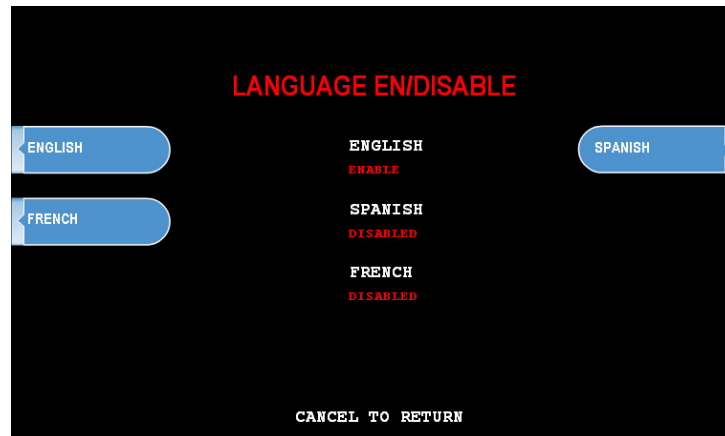 LANGUAGE EN/DISABLE
ENGLISH
ENGLISH
SPANISH
ENABLE
SPANISH
FRENCH
DISABLED
FRENCH
DISABLED
CANCEL TO RETURN